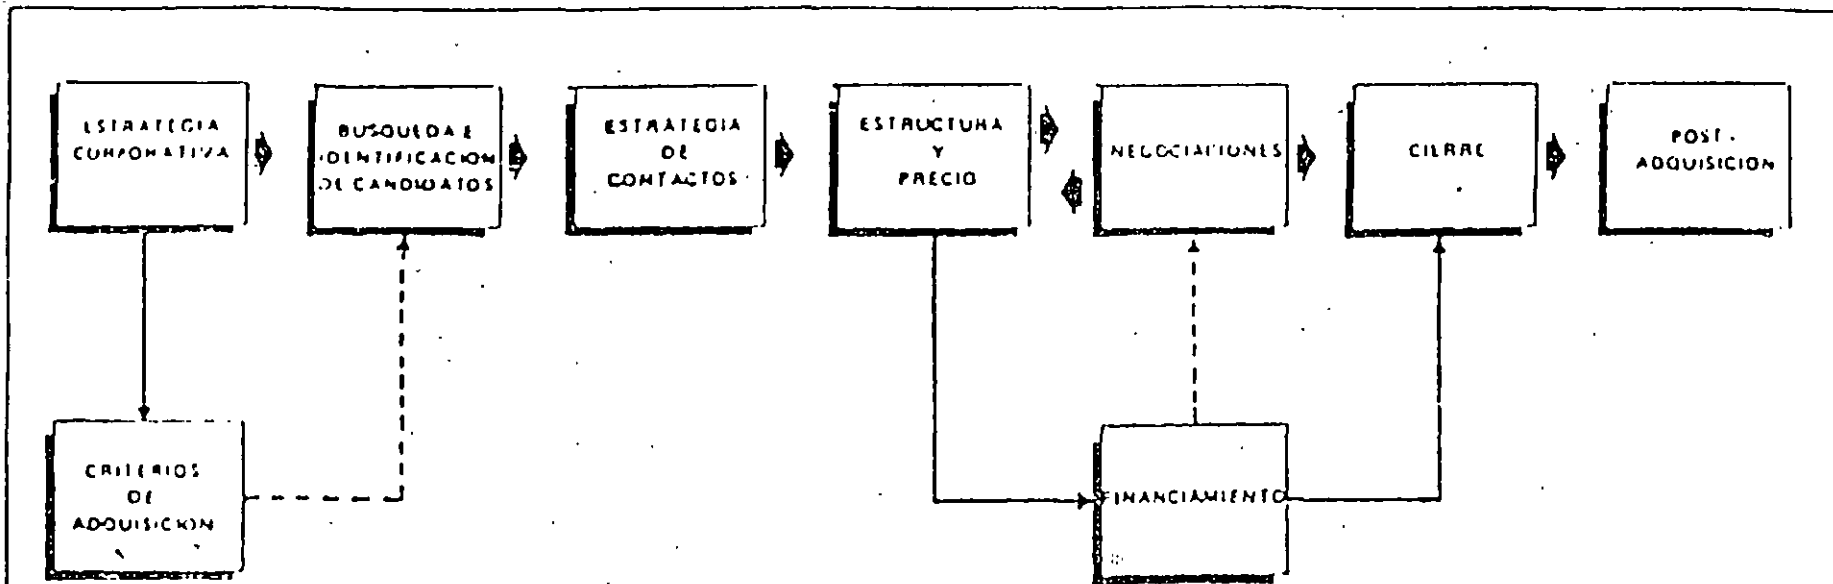 ESTRATEGIA
CORPORATIVA
BUSQUEDA E
IDENTIFICACION
DE CANDIDATOS
ESTRATEGIA
DE
CONTACTOS
ESTRUCTURA
Y
PRECIO
NEGOCIACIONES
CIERRE
POST-
ADQUISICION
CRITERIOS
DE
ADQUISICION
FINANCIAMIENTO